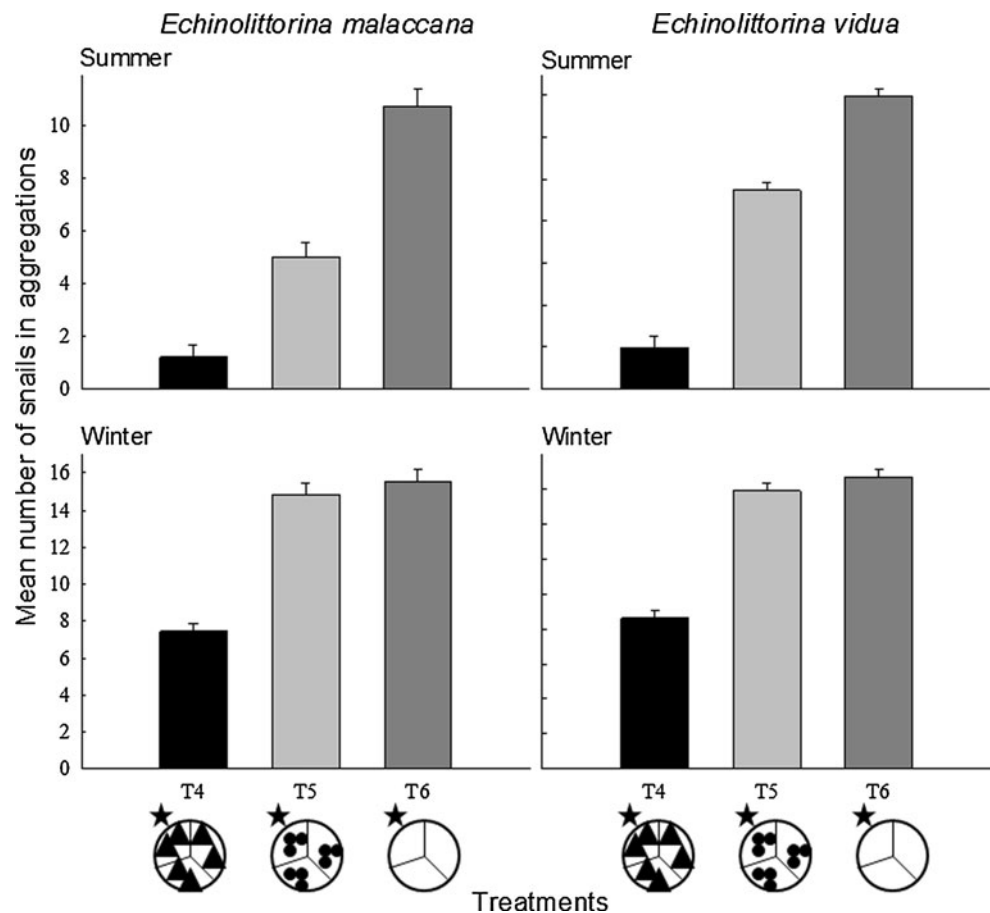 Echinolittorina malaccana
Echinolittorina vidua
Summer
Summer
10
8
6
4
2
0
Mean number of snails in aggregations
Winter
Winter
16
14
12
10
8
6
4
2
0
T4 T5 T6
T4 T5 T6
Treatments